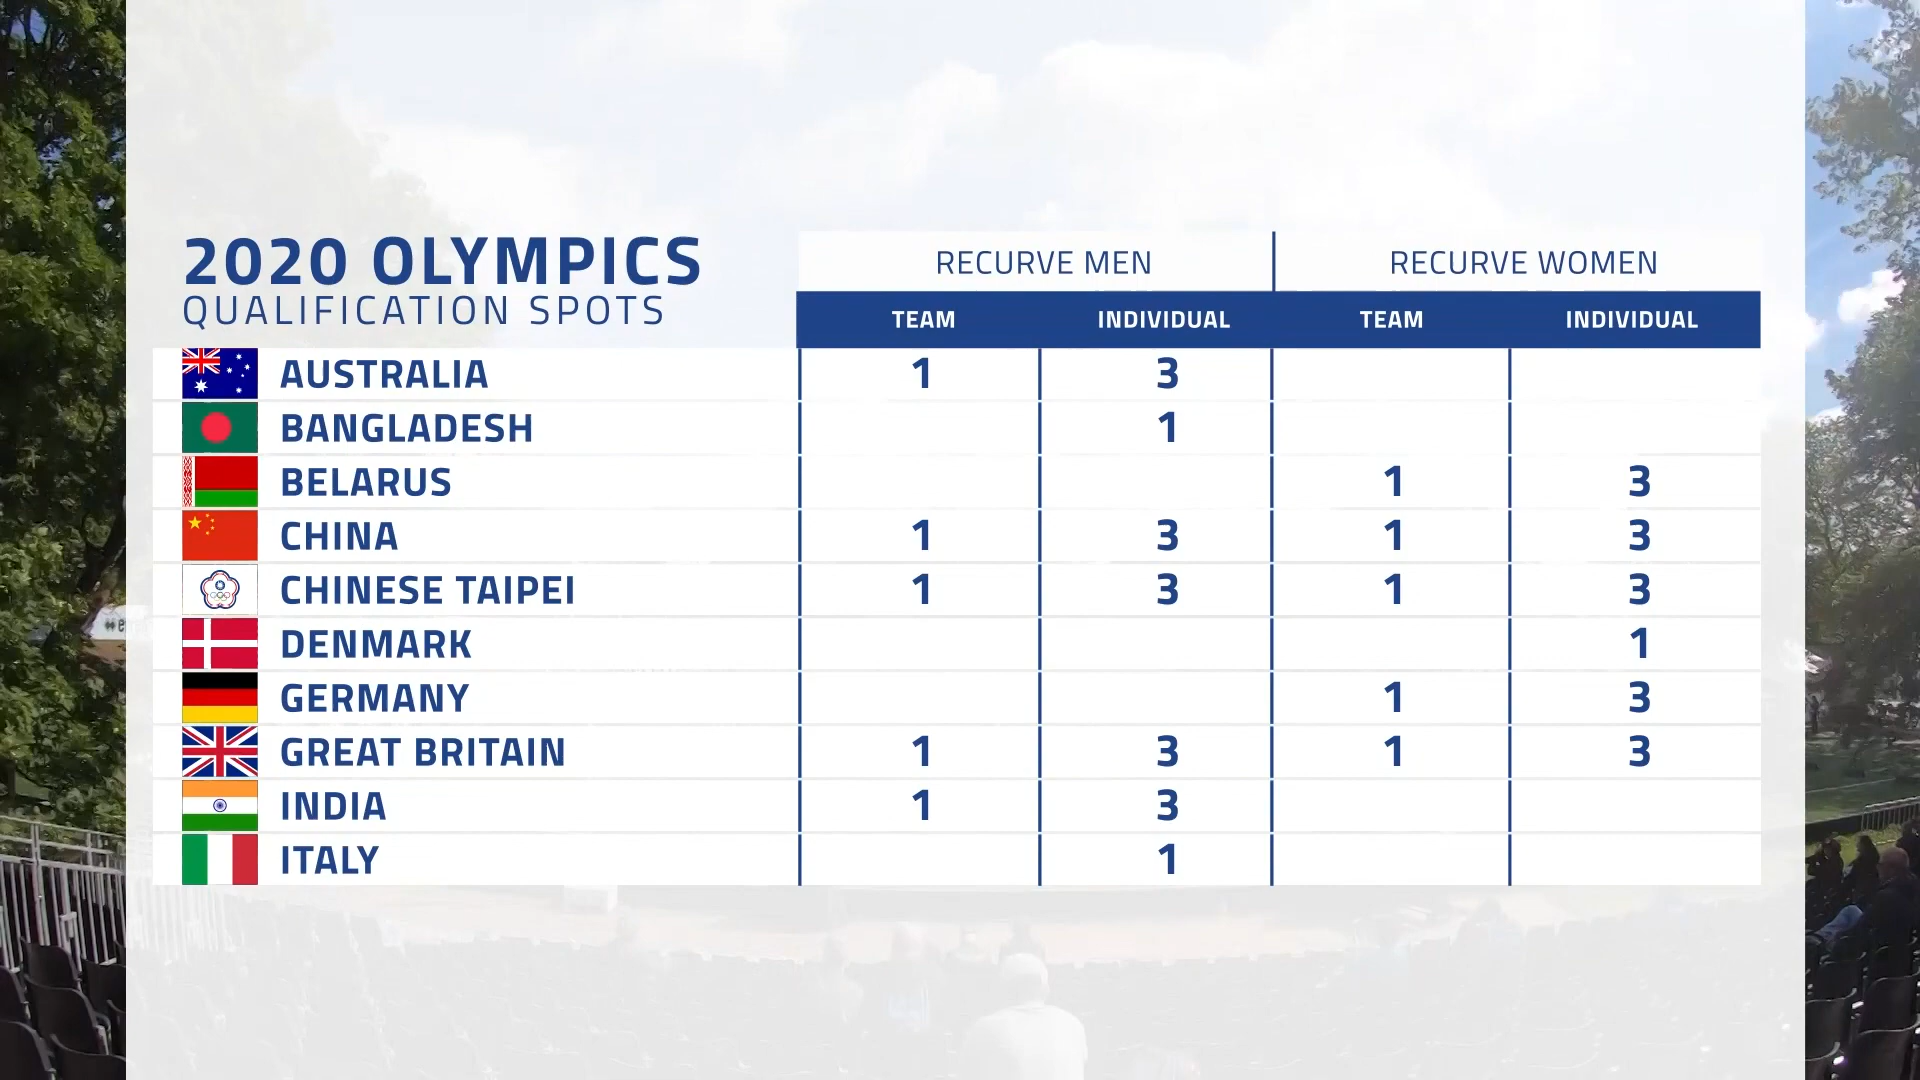 2020 OLYMPICS
QUALIFICATION SPOTS
RECURVE MEN RECURVE WOMEN
TEAM INDIVIDUAL TEAM INDIVIDUAL
AUSTRALIA 1 3
BANGLADESH 1
BELARUS 1 3
CHINA 1 3 1 3
CHINESE TAIPEI 1 3 1 3
DENMARK 1
GERMANY 1 3
GREAT BRITAIN 1 3 1 3
INDIA 1 3
ITALY 1